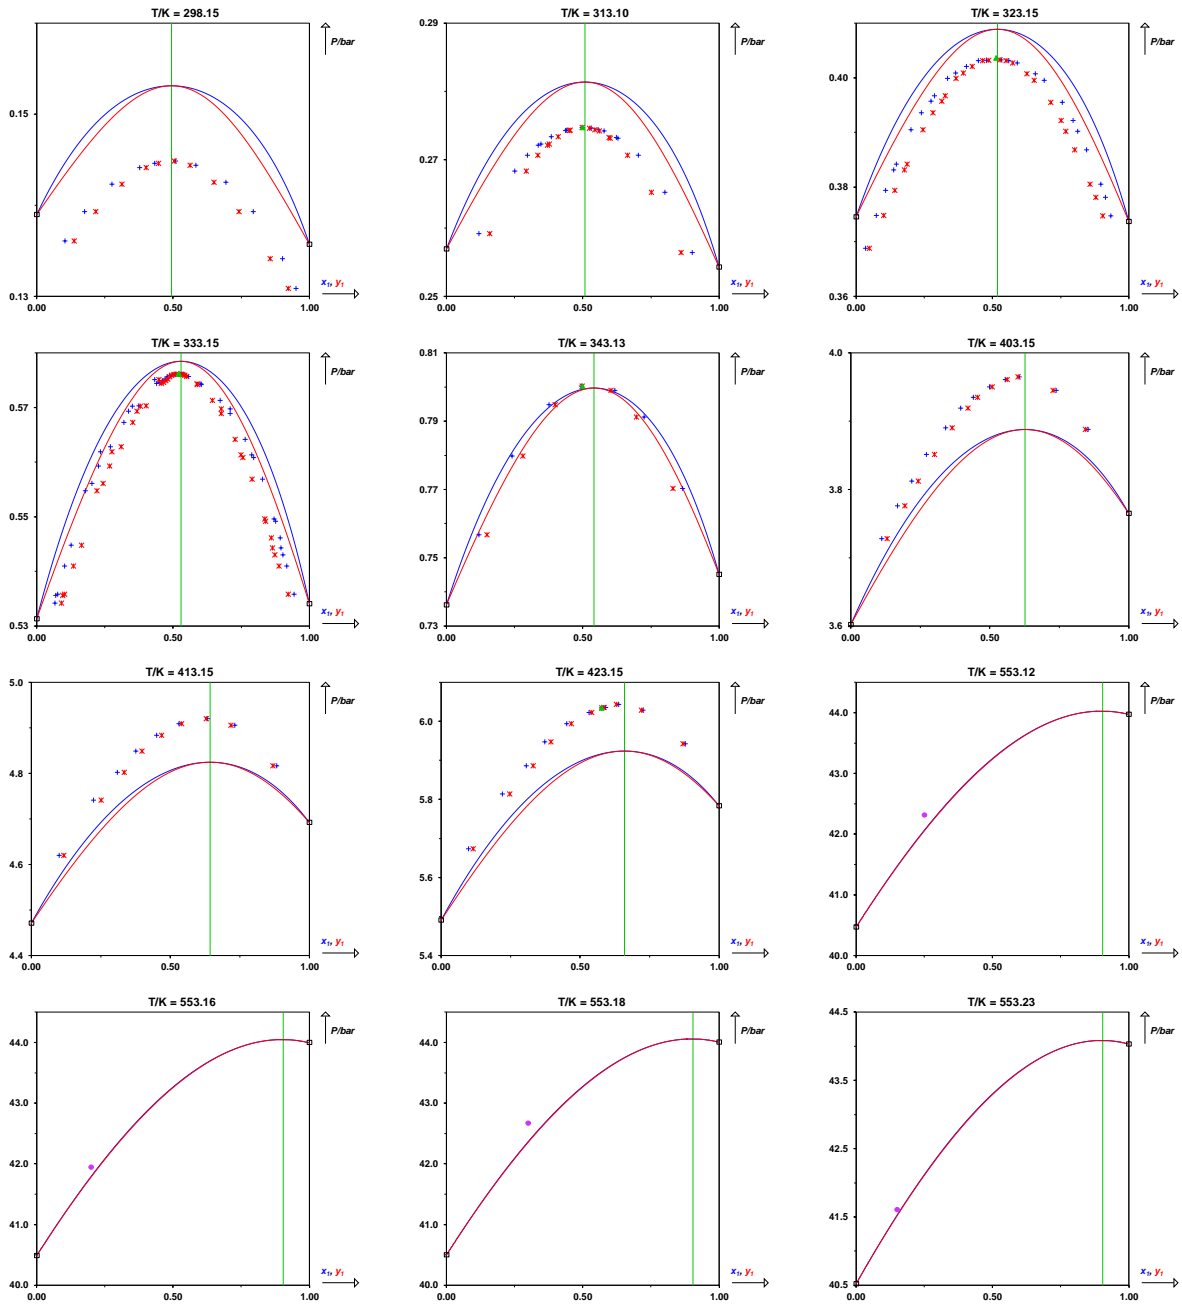 T/K = 298.15
P/bar
0.15
0.13
0.00
0.50
1.00
x₁, y₁
T/K = 313.10
P/bar
0.29
0.27
0.25
0.00
0.50
1.00
x₁, y₁
T/K = 323.15
P/bar
0.40
0.38
0.36
0.00
0.50
1.00
x₁, y₁
T/K = 333.15
P/bar
0.57
0.55
0.53
0.00
0.50
1.00
x₁, y₁
T/K = 343.13
P/bar
0.81
0.79
0.77
0.75
0.73
0.00
0.50
1.00
x₁, y₁
T/K = 403.15
P/bar
4.0
3.8
3.6
0.00
0.50
1.00
x₁, y₁
T/K = 413.15
P/bar
5.0
4.8
4.6
4.4
0.00
0.50
1.00
x₁, y₁
T/K = 423.15
P/bar
6.0
5.8
5.6
5.4
0.00
0.50
1.00
x₁, y₁
T/K = 553.12
P/bar
44.0
43.0
42.0
41.0
40.0
0.00
0.50
1.00
x₁, y₁
T/K = 553.16
P/bar
44.0
43.0
42.0
41.0
40.0
0.00
0.50
1.00
x₁, y₁
T/K = 553.18
P/bar
44.0
43.0
42.0
41.0
40.0
0.00
0.50
1.00
x₁, y₁
T/K = 553.23
P/bar
44.5
43.5
42.5
41.5
40.5
0.00
0.50
1.00
x₁, y₁